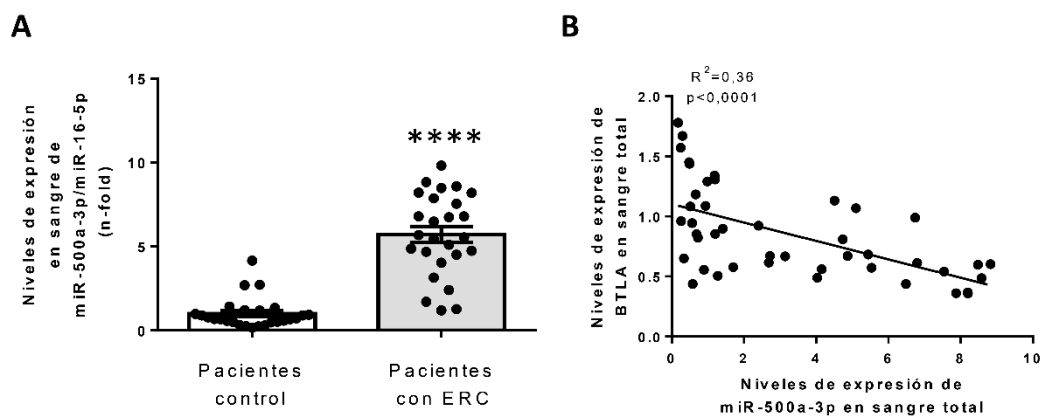 A
Niveles de expresión
en sangre de
miR-500a-3p/miR-16-5p
(n-fold)
15
10
5
0
****
Pacientes
control
Pacientes
con ERC
B
R²=0,36
p<0,0001
Niveles de expresión de
BTLA en sangre total
2.0
1.5
1.0
0.5
0.0
0
2
4
6
8
10
Niveles de expresión de
miR-500a-3p en sangre total